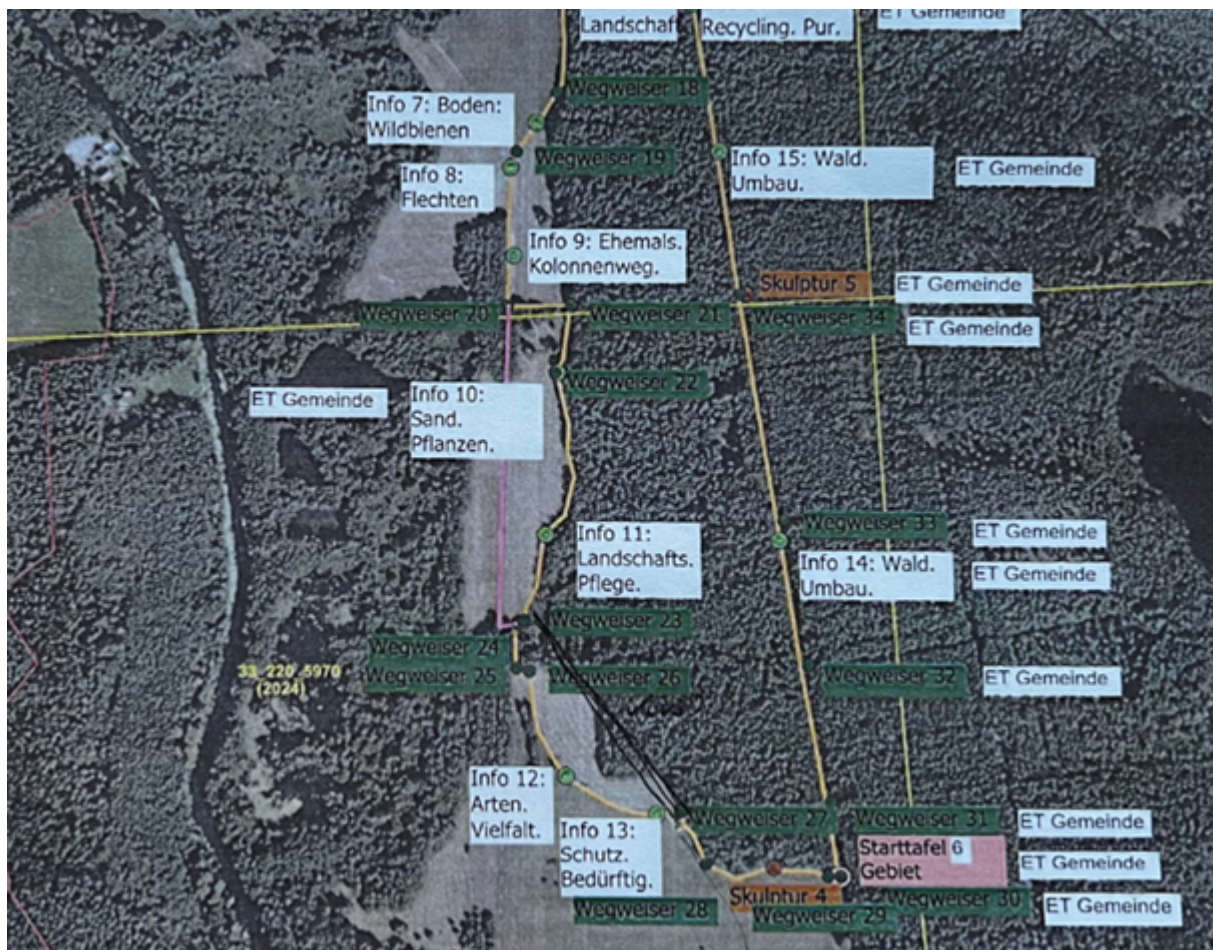 Landschaf
Recycling. Pur.
ET Gemeinde
Wegweiser 18
Info 7: Boden:
Wildbienen
Wegweiser 19
Info 15: Wald.
Umbau.
ET Gemeinde
Info 8:
Flechten
Info 9: Ehemals.
Kolonnenweg.
Skulptur 5
ET Gemeinde
Wegweiser 20
Wegweiser 21
Wegweiser 34
ET Gemeinde
Wegweiser 22
ET Gemeinde
Info 10:
Sand.
Pflanzen.
Wegweiser 33
ET Gemeinde
Info 11:
Landschafts.
Pflege.
Info 14: Wald.
Umbau.
ET Gemeinde
Wegweiser 23
Wegweiser 24
33_220_5970
(2024)
Wegweiser 25
Wegweiser 26
Wegweiser 32
ET Gemeinde
Info 12:
Arten.
Vielfalt.
Wegweiser 27
Wegweiser 31
ET Gemeinde
Info 13:
Schutz.
Bedürftig.
Starttafel 6
Gebiet
ET Gemeinde
Skulptur 4
Wegweiser 30
ET Gemeinde
Wegweiser 28
Wegweiser 29